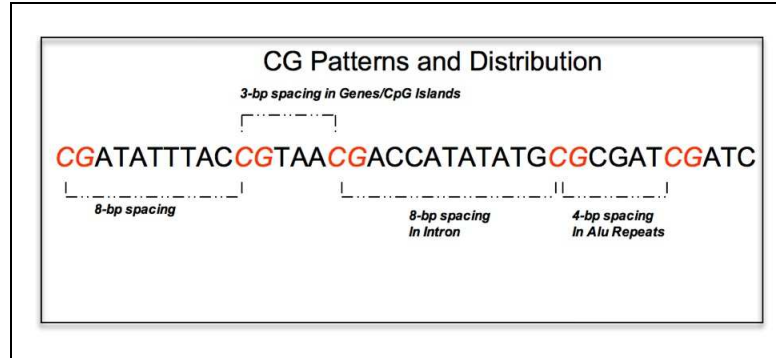 CG Patterns and Distribution
3-bp spacing in Genes/CpG Islands
CGATATTTACCGTAACGACCATATATGCGCGATCGATC
8-bp spacing
8-bp spacing
In Intron
4-bp spacing
In Alu Repeats